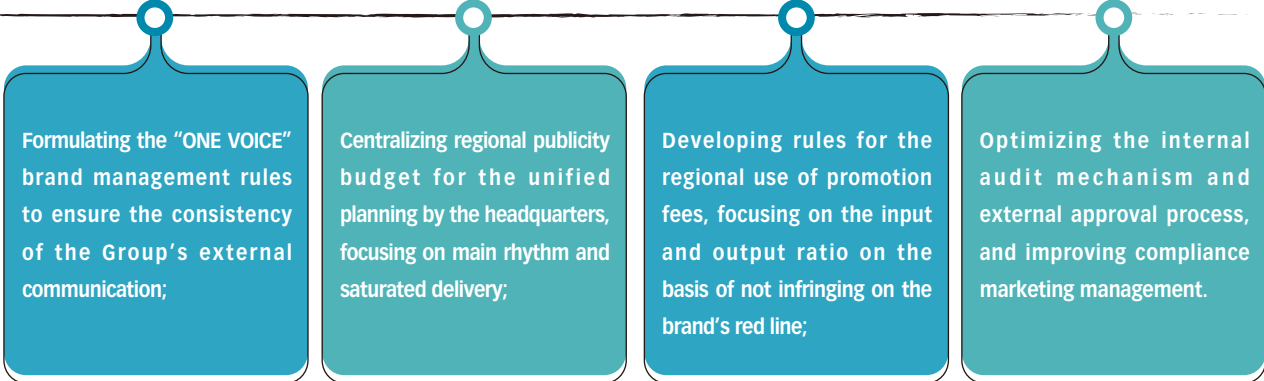 Formulating the “ONE VOICE”
brand management rules
to ensure the consistency
of the Group’s external
communication;
Centralizing regional publicity
budget for the unified
planning by the headquarters,
focusing on main rhythm and
saturated delivery;
Developing rules for the
regional use of promotion
fees, focusing on the input
and output ratio on the
basis of not infringing on the
brand’s red line;
Optimizing the internal
audit mechanism and
external approval process,
and improving compliance
marketing management.